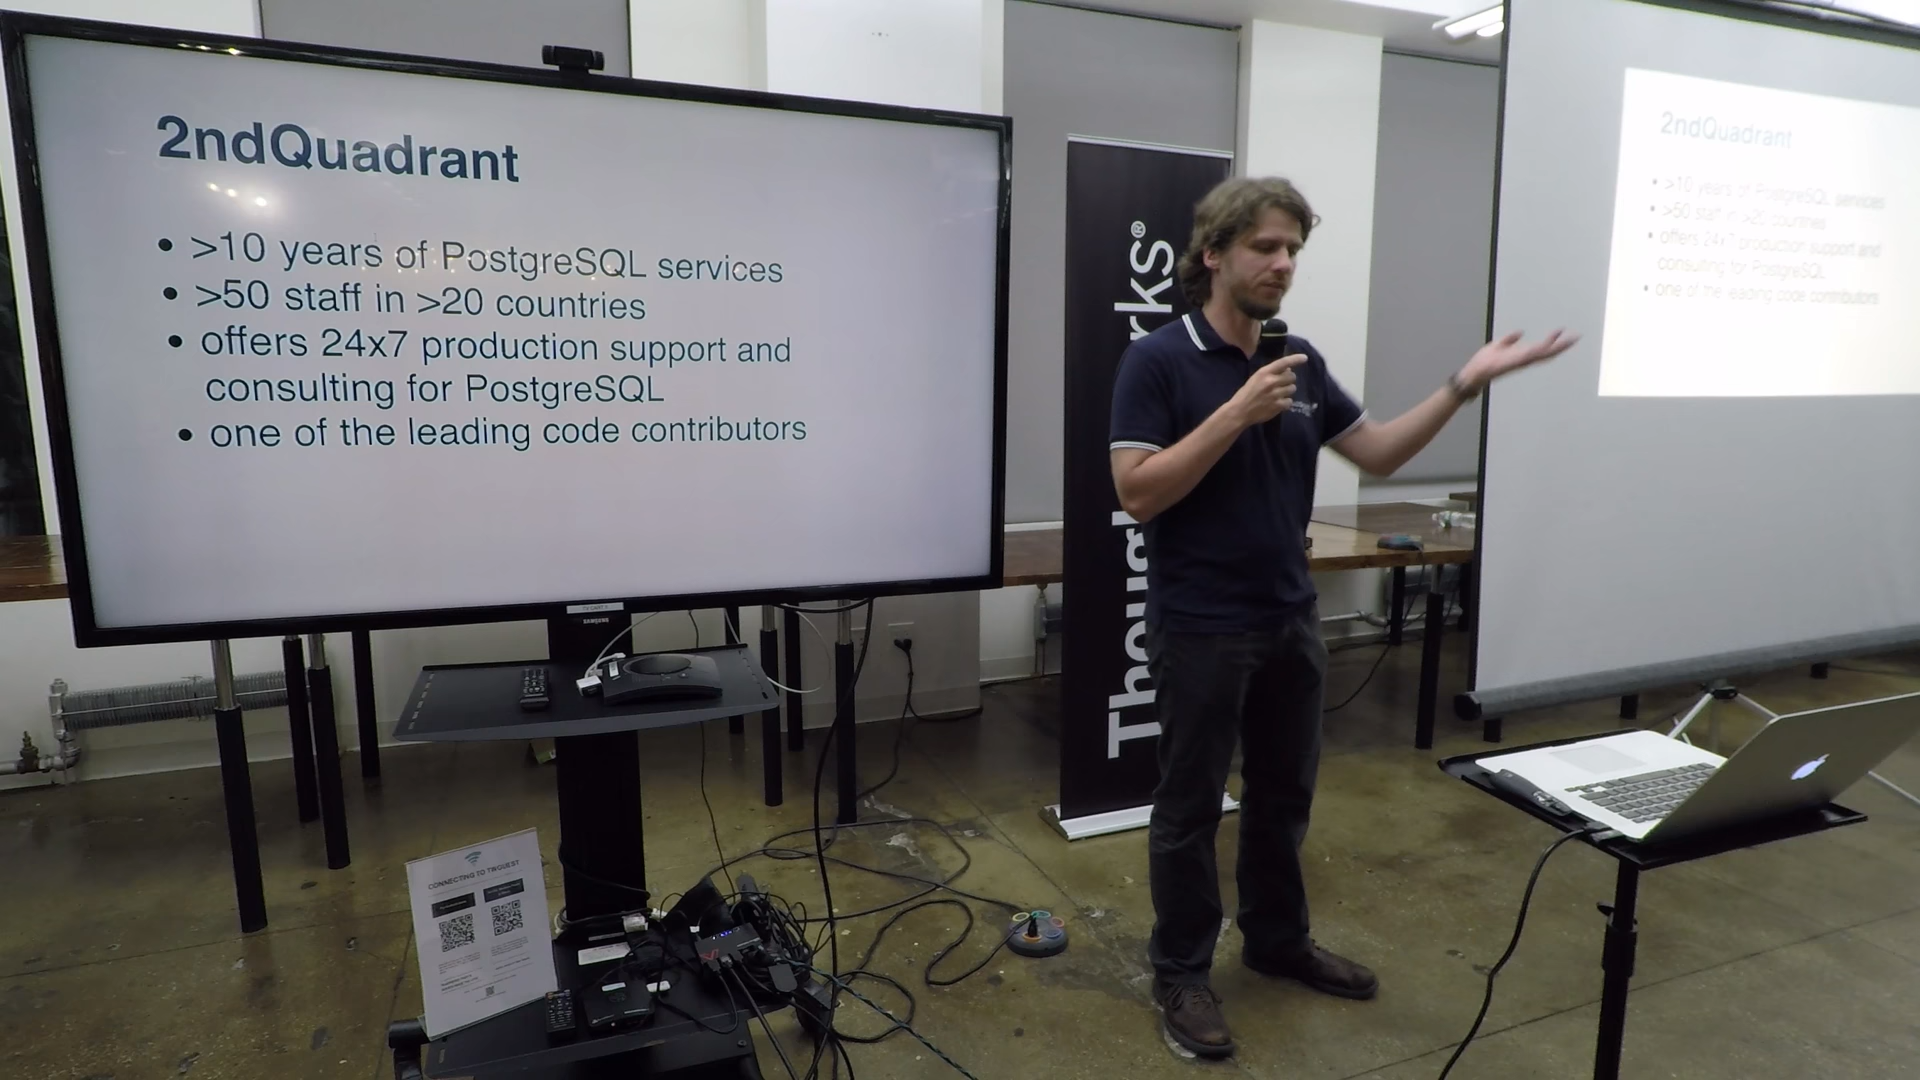 2ndQuadrant
• >10 years of PostgreSQL services
• >50 staff in >20 countries
• offers 24x7 production support and
consulting for PostgreSQL
• one of the leading code contributors
SAMSUNG
rks®
CONNECTING TO TWGUEST
2ndQuadrant
• >10 years of PostgreSQL services
• >50 staff in >20 countries
• offers 24x7 production support and
consulting for PostgreSQL
• one of the leading code contributors